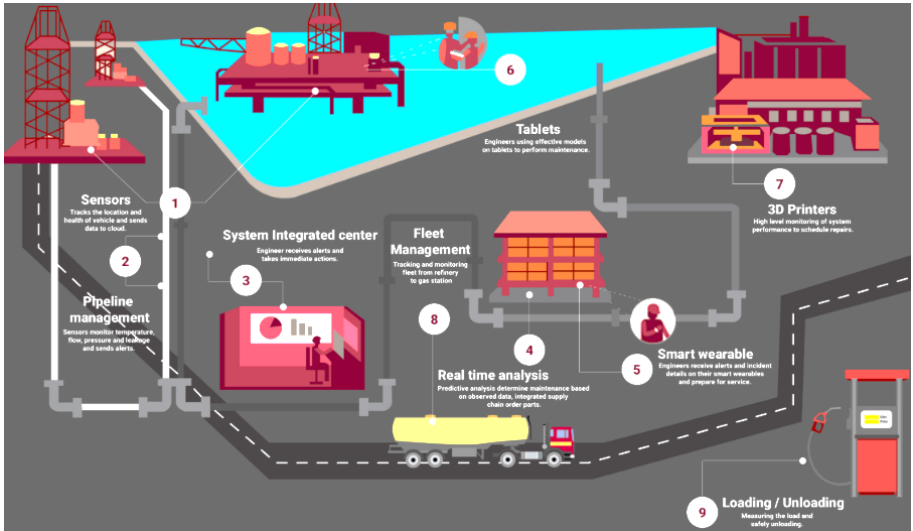 6
Tablets
Engineers using effective models
on tablets to perform maintenance.
7
3D Printers
High level monitoring of system
performance to schedule repairs.
Sensors
Tracks the location and
health of vehicle and sends
data to cloud.
1
2
System Integrated center
Engineer receives alerts and
takes immediate actions.
3
Fleet
Management
Tracking and monitoring
fleet from refinery
to gas station
Pipeline
management
Sensors monitor temperature,
flow, pressure and leakage
and sends alerts.
8
4
Real time analysis
Predictive analysis determine maintenance based
on observed data, integrated supply
chain order parts.
5
Smart wearable
Engineers receive alerts and incident
details on their smart wearables
and prepare for service.
9
Loading / Unloading
Measuring the load and
safely unloading.